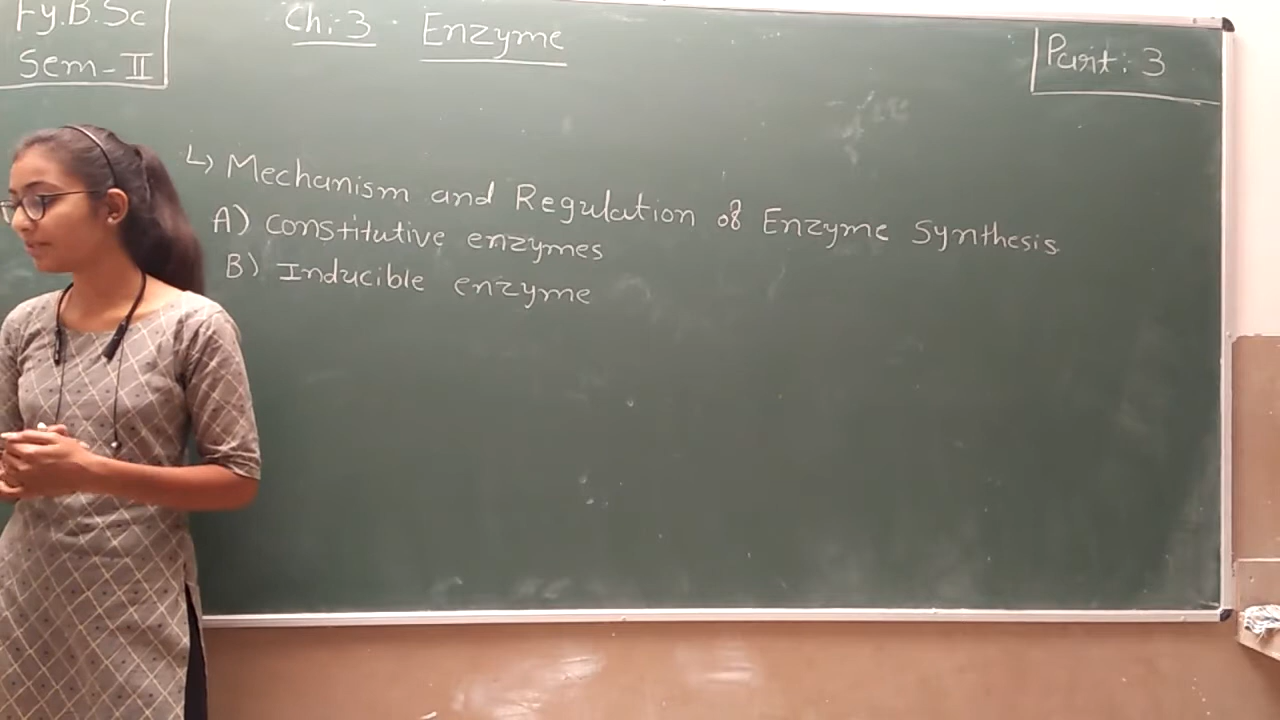 Fy.B.Sc
Sem-II
Ch:3 Enzyme
Part: 3
L) Mechanism and Regulation of Enzyme Synthesis
A) Constitutive enzymes
B) Inducible enzyme